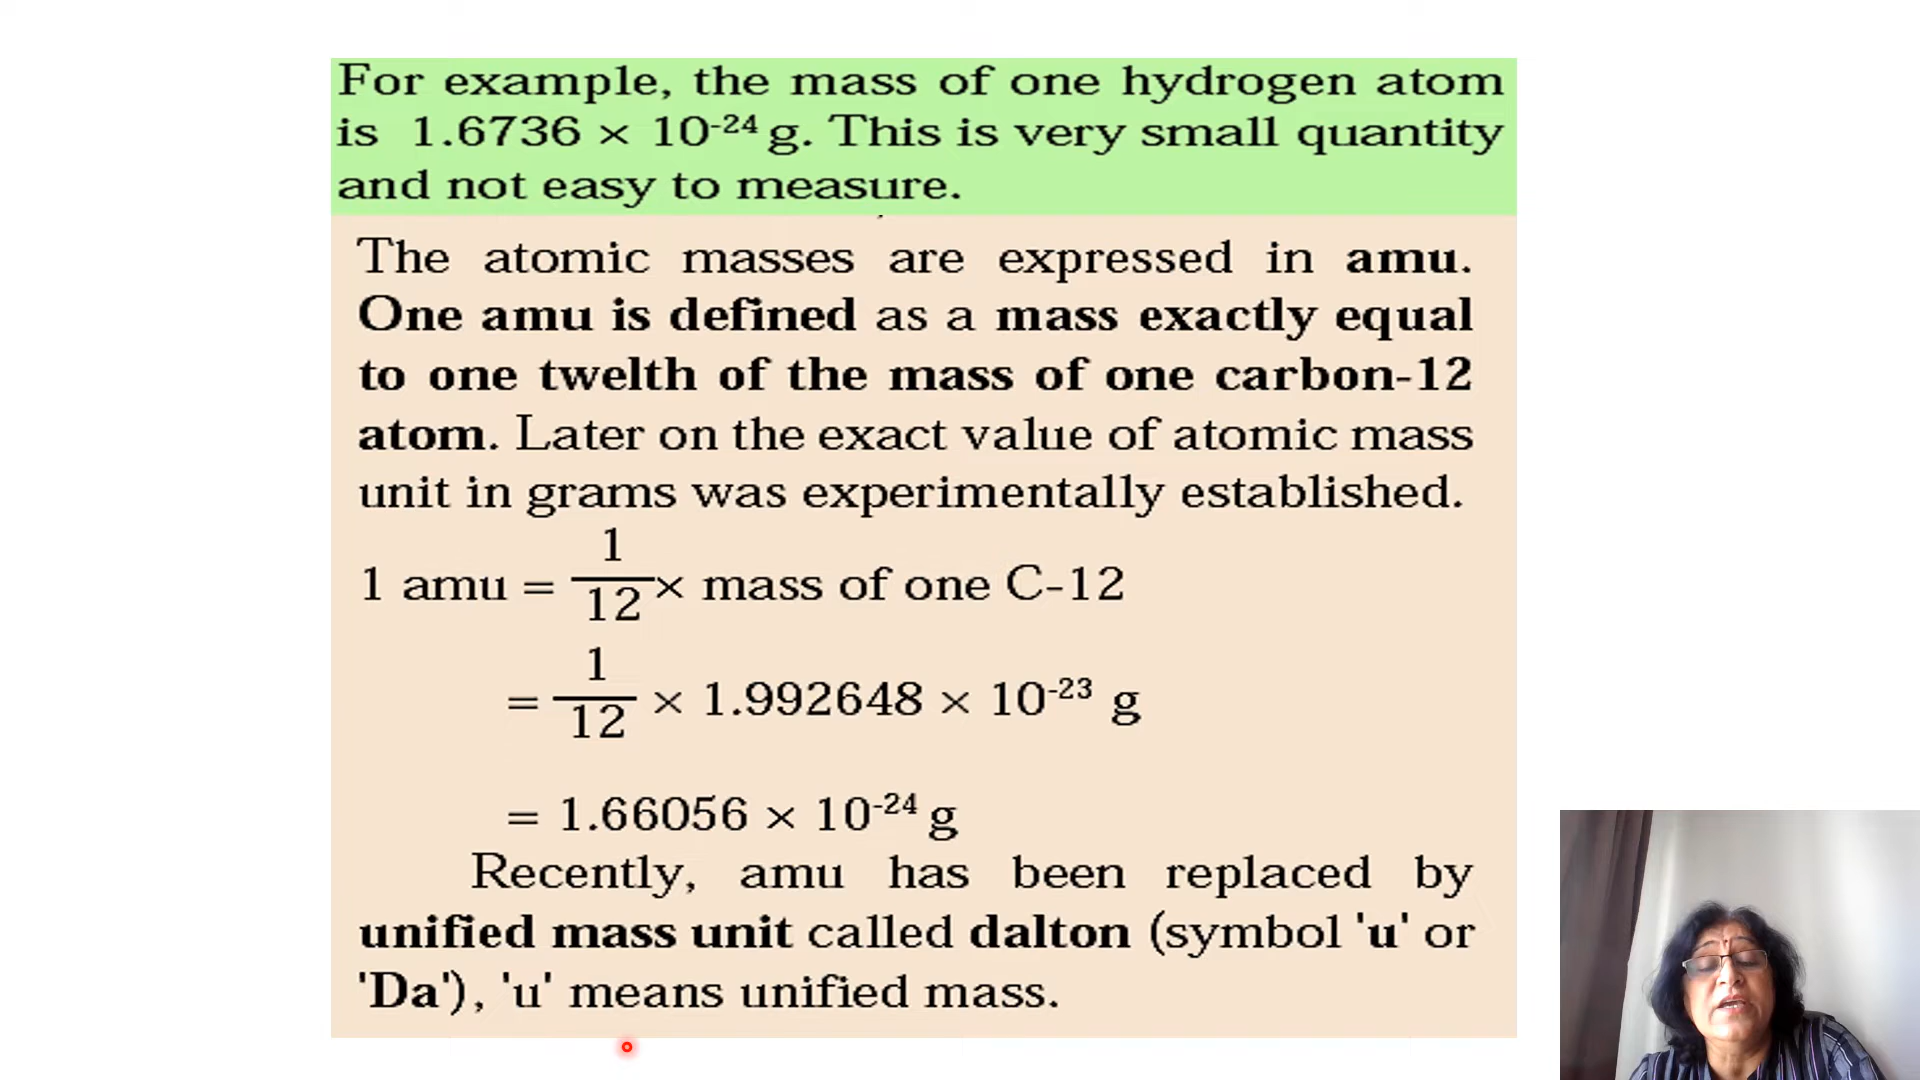 For example, the mass of one hydrogen atom
is 1.6736 × 10⁻²⁴ g. This is very small quantity
and not easy to measure.
The atomic masses are expressed in amu.
One amu is defined as a mass exactly equal
to one twelth of the mass of one carbon-12
atom. Later on the exact value of atomic mass
unit in grams was experimentally established.
1 amu = 1/12 × mass of one C-12
= 1/12 × 1.992648 × 10⁻²³ g
= 1.66056 × 10⁻²⁴ g
Recently, amu has been replaced by
unified mass unit called dalton (symbol 'u' or
'Da'), 'u' means unified mass.